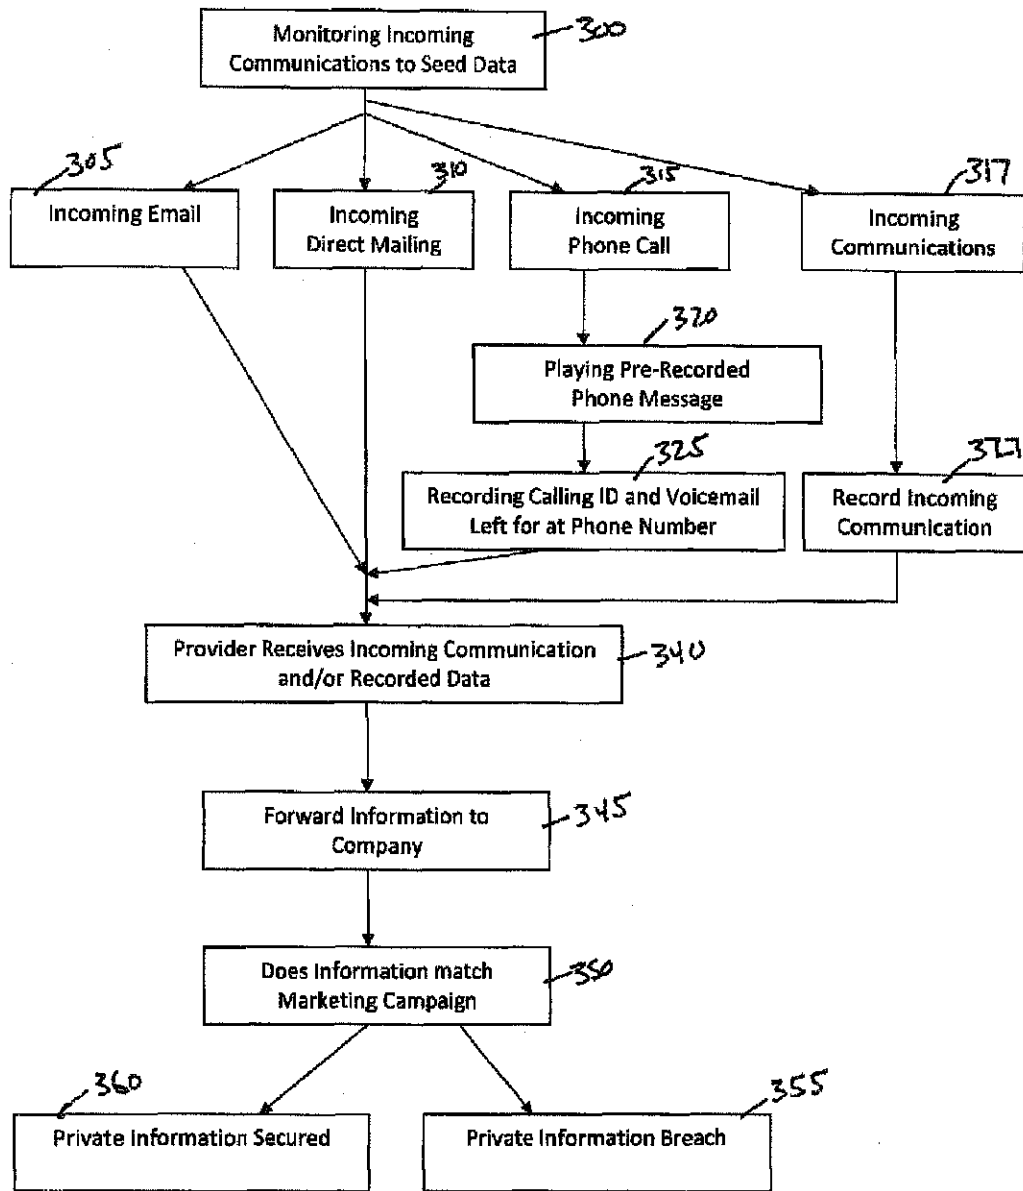 Monitoring Incoming
Communications to Seed Data
300
305
310
315
317
Incoming Email
Incoming
Direct Mailing
Incoming
Phone Call
Incoming
Communications
320
Playing Pre-Recorded
Phone Message
325
327
Recording Calling ID and Voicemail
Left for at Phone Number
Record Incoming
Communication
Provider Receives Incoming Communication
and/or Recorded Data
340
Forward Information to
Company
345
Does Information match
Marketing Campaign
350
360
355
Private Information Secured
Private Information Breach